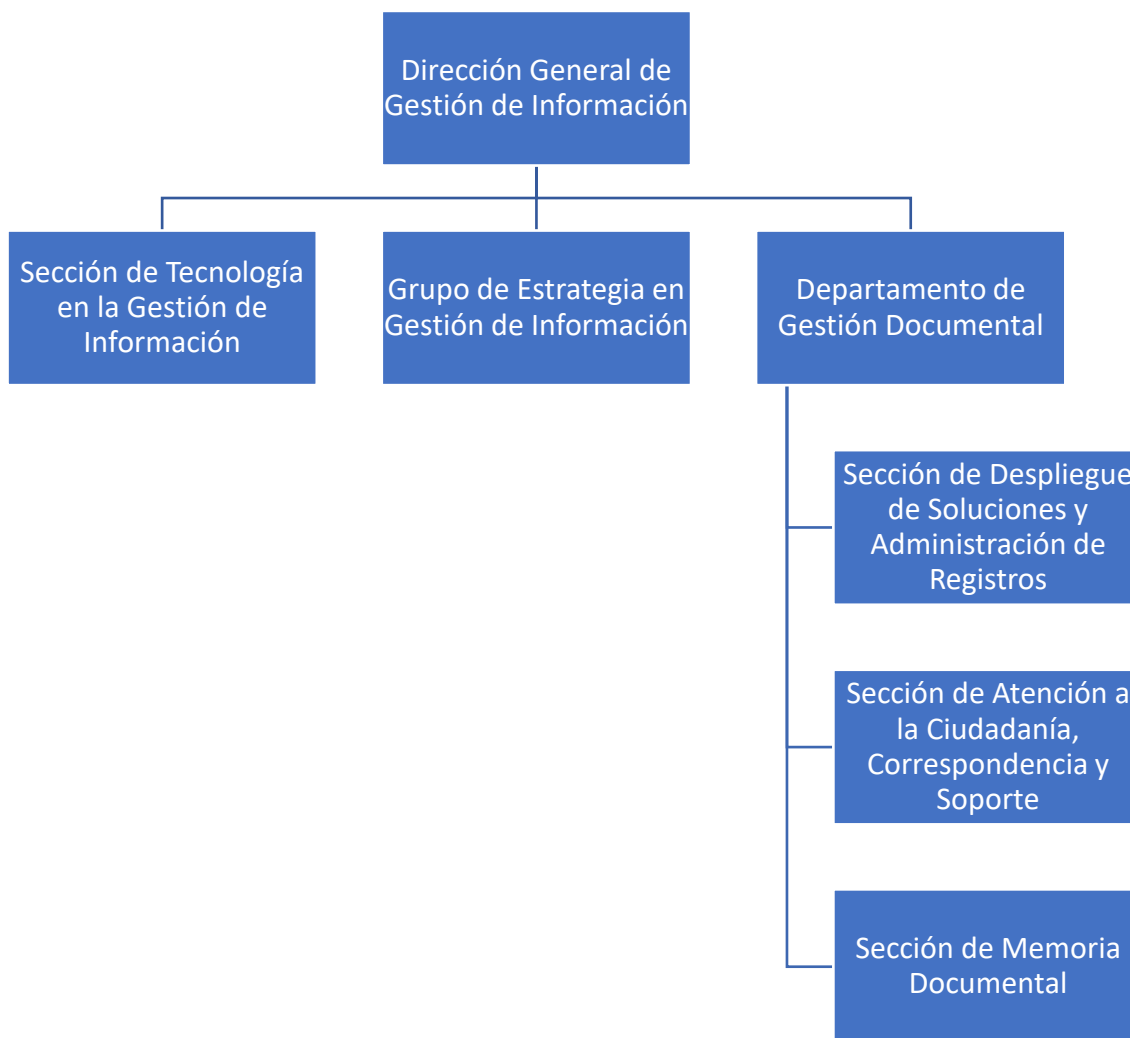 Dirección General de
Gestión de Información
Sección de Tecnología
en la Gestión de
Información
Grupo de Estrategia en
Gestión de Información
Departamento de
Gestión Documental
Sección de Despliegue
de Soluciones y
Administración de
Registros
Sección de Atención a
la Ciudadanía,
Correspondencia y
Soporte
Sección de Memoria
Documental